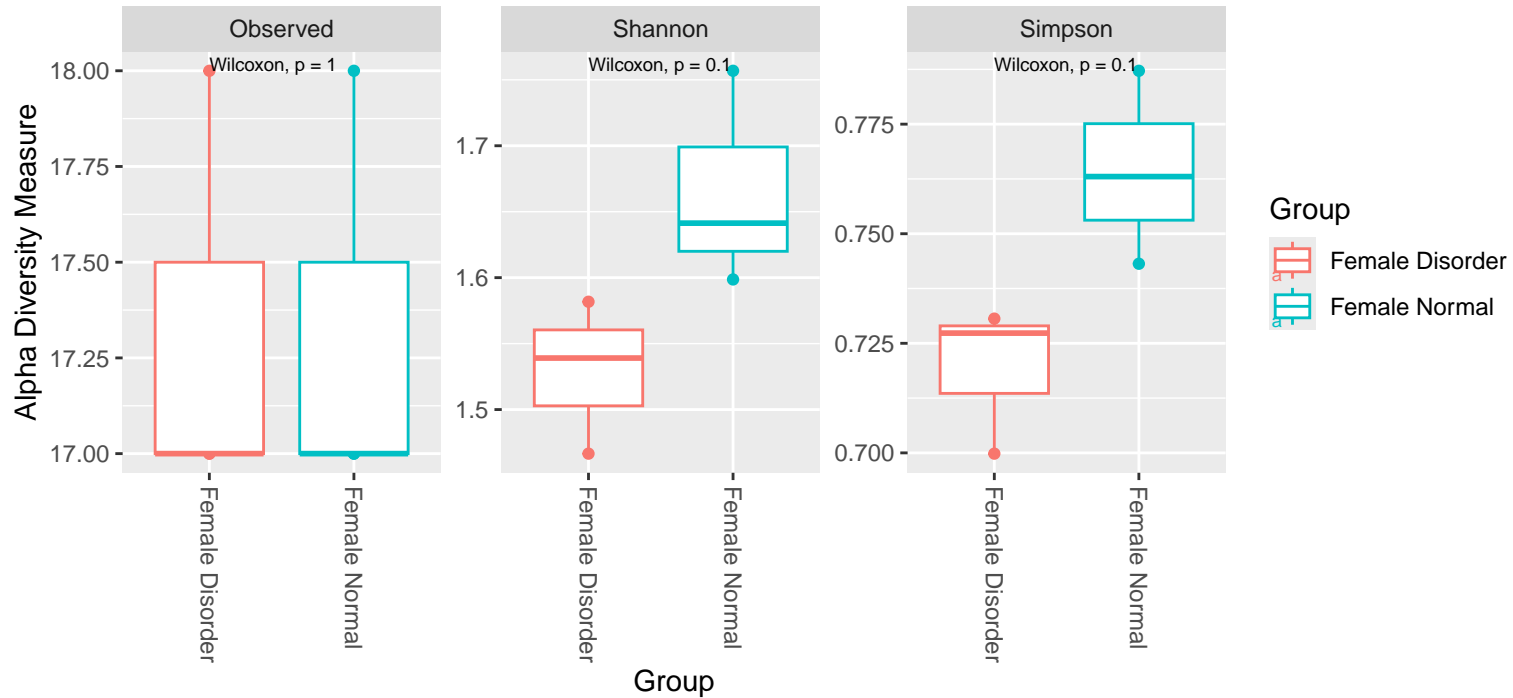 Observed
Shannon
Simpson
Wilcoxon, p = 1
Wilcoxon, p = 0.1
Wilcoxon, p = 0.1
Alpha Diversity Measure
18.00
17.75
17.50
17.25
17.00
1.7
1.6
1.5
0.775
0.750
0.725
0.700
Female Disorder
Female Normal
Female Disorder
Female Normal
Female Disorder
Female Normal
Group
Group
a Female Disorder
a Female Normal